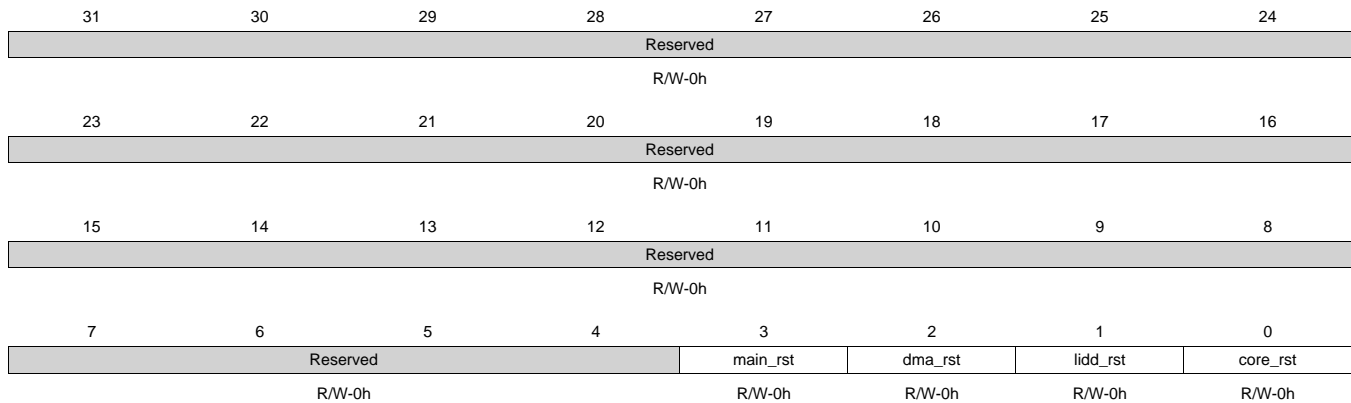 31 30 29 28 27 26 25 24
Reserved
R/W-0h
23 22 21 20 19 18 17 16
Reserved
R/W-0h
15 14 13 12 11 10 9 8
Reserved
R/W-0h
7 6 5 4 3 2 1 0
Reserved main_rst dma_rst lidd_rst core_rst
R/W-0h R/W-0h R/W-0h R/W-0h R/W-0h